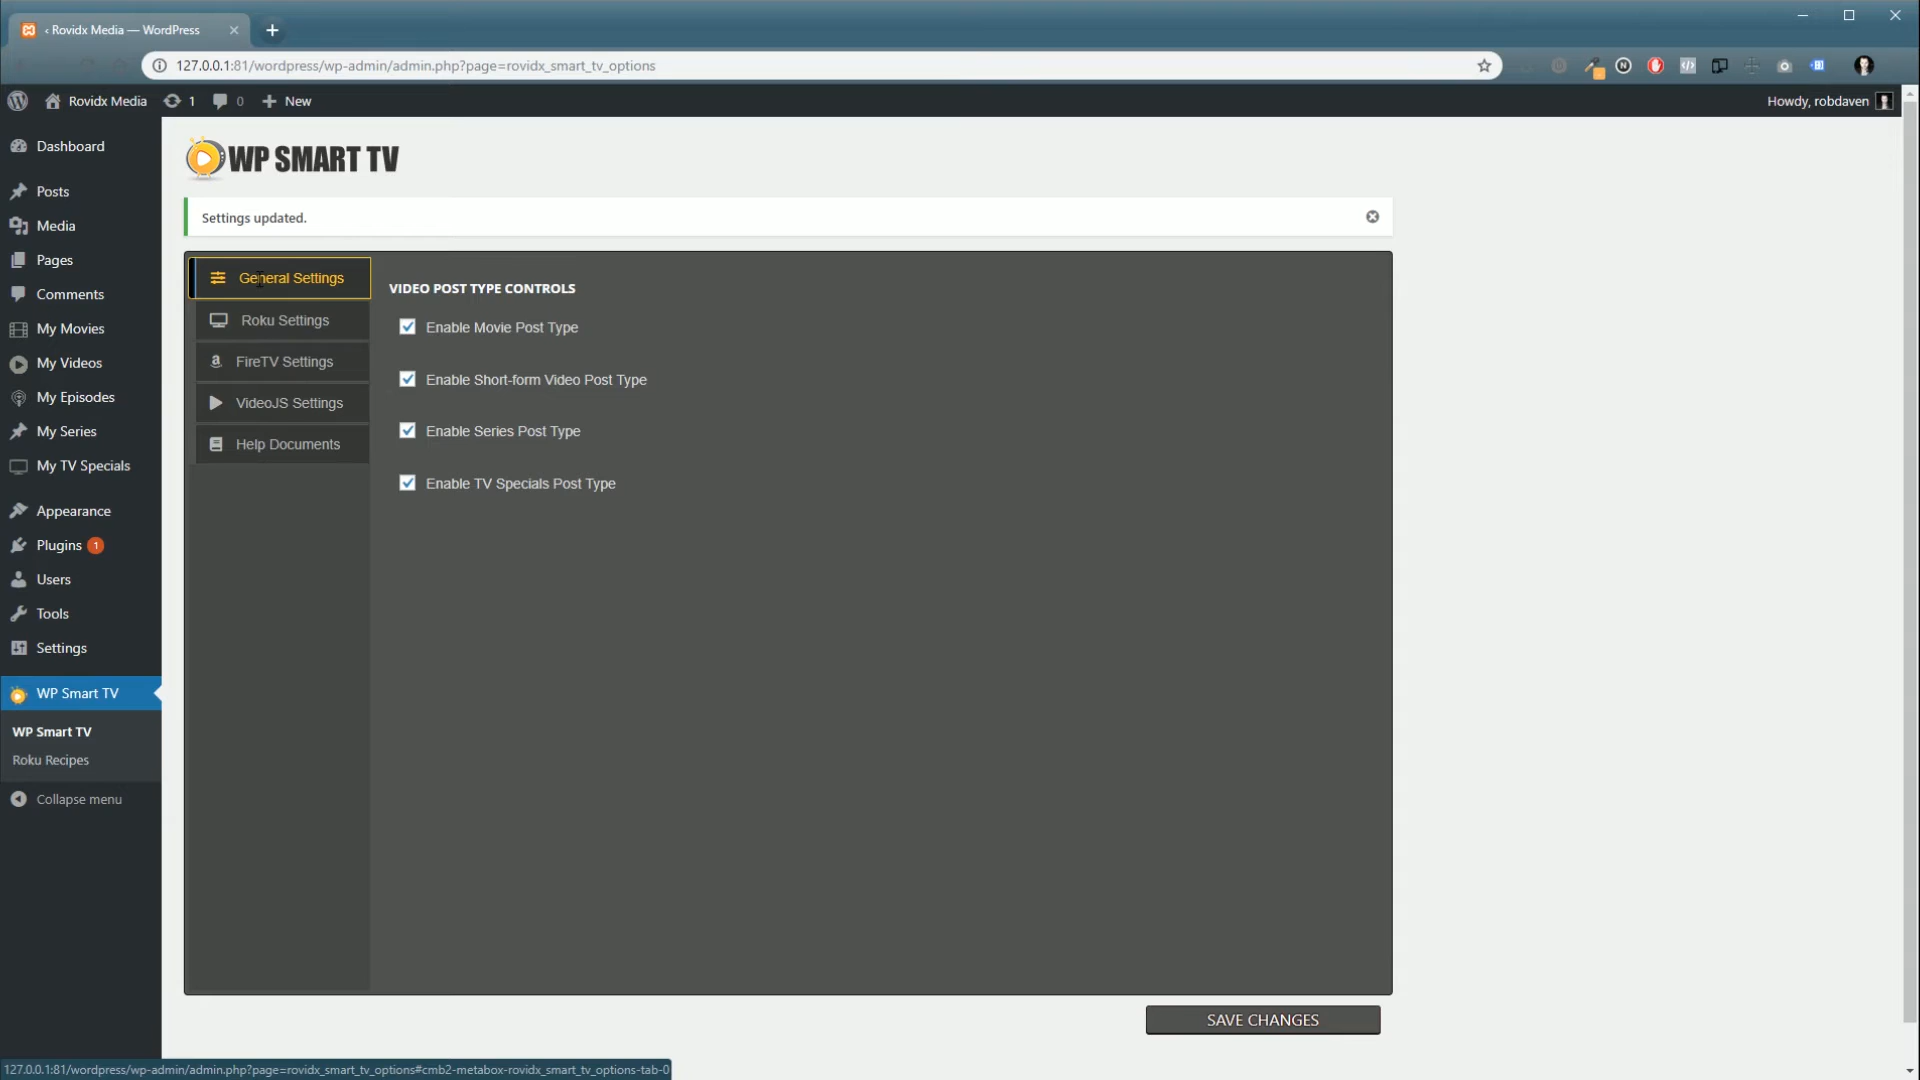 ‹ Rovidx Media — WordPress
127.0.0.1:81/wordpress/wp-admin/admin.php?page=rovidx_smart_tv_options
Rovidx Media 1 0 New
Howdy, robdaven
Dashboard
Posts
Media
Pages
Comments
My Movies
My Videos
My Episodes
My Series
My TV Specials
Appearance
Plugins 1
Users
Tools
Settings
WP Smart TV
WP Smart TV
Roku Recipes
Collapse menu
WP SMART TV
Settings updated.
General Settings
Roku Settings
FireTV Settings
VideoJS Settings
Help Documents
VIDEO POST TYPE CONTROLS
Enable Movie Post Type
Enable Short-form Video Post Type
Enable Series Post Type
Enable TV Specials Post Type
SAVE CHANGES
127.0.0.1:81/wordpress/wp-admin/admin.php?page=rovidx_smart_tv_options#cmb2-metabox-rovidx_smart_tv_options-tab-0